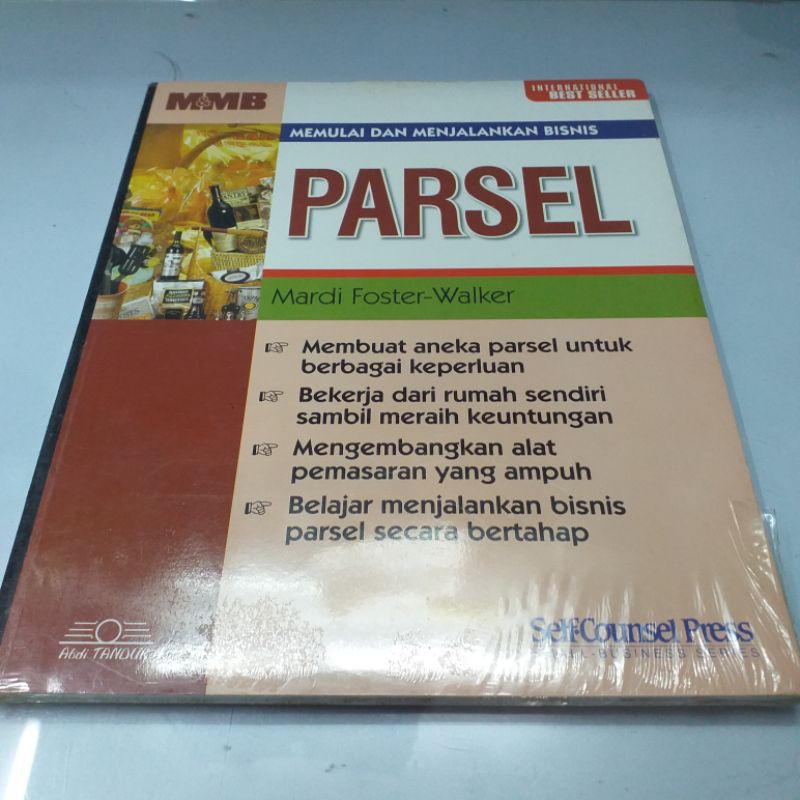 M&MB
INTERNATIONAL
BEST SELLER
MEMULAI DAN MENJALANKAN BISNIS
PARSEL
Mardi Foster-Walker
Membuat aneka parsel untuk
berbagai keperluan
Bekerja dari rumah sendiri
sambil meraih keuntungan
Mengembangkan alat
pemasaran yang ampuh
Belajar menjalankan bisnis
parsel secara bertahap
Abdi TANDUR
Self-Counsel Press
BUSINESS SERIES